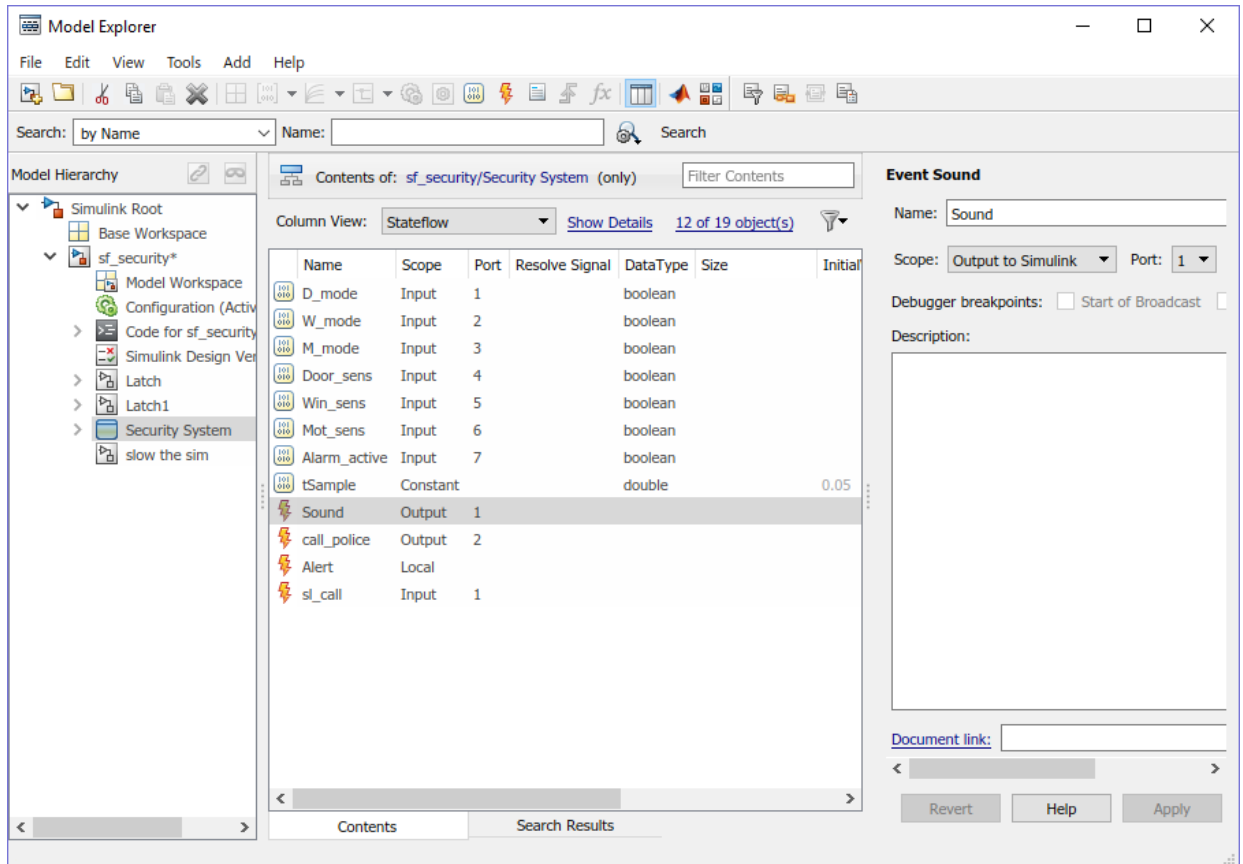 Model Explorer
File Edit View Tools Add Help
Search: by Name Name: Search
Model Hierarchy
Simulink Root
Base Workspace
sf_security*
Model Workspace
Configuration (Activ
Code for sf_security
Simulink Design Ver
Latch
Latch1
Security System
slow the sim
Contents of: sf_security/Security System (only) Filter Contents
Column View: Stateflow Show Details 12 of 19 object(s)
Name Scope Port Resolve Signal DataType Size Initial
D_mode Input 1 boolean
W_mode Input 2 boolean
M_mode Input 3 boolean
Door_sens Input 4 boolean
Win_sens Input 5 boolean
Mot_sens Input 6 boolean
Alarm_active Input 7 boolean
tSample Constant double 0.05
Sound Output 1
call_police Output 2
Alert Local
sl_call Input 1
Contents Search Results
Event Sound
Name: Sound
Scope: Output to Simulink Port: 1
Debugger breakpoints: Start of Broadcast
Description:
Document link:
Revert Help Apply